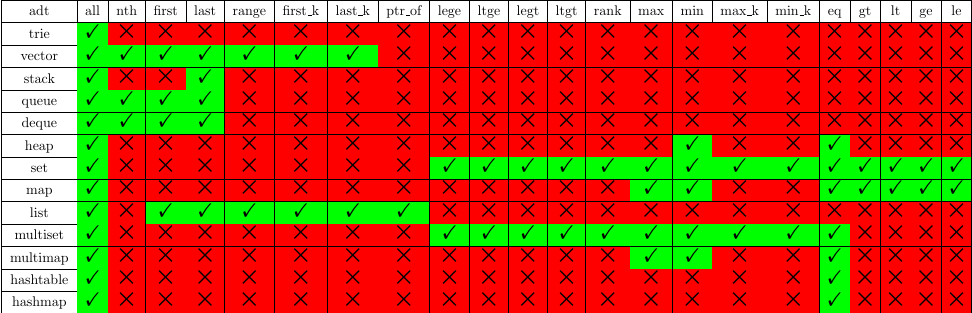 adt all nth first last range first_k last_k ptr_of lege ltge legt ltgt rank max min max_k min_k eq gt lt ge le
trie ✓ × × × × × × × × × × × × × × × × × × × × ×
vector ✓ ✓ ✓ ✓ ✓ ✓ ✓ × × × × × × × × × × × × × × ×
stack ✓ × × ✓ × × × × × × × × × × × × × × × × × ×
queue ✓ ✓ ✓ ✓ × × × × × × × × × × × × × × × × × ×
deque ✓ ✓ ✓ ✓ × × × × × × × × × × × × × × × × × ×
heap ✓ × × × × × × × × × × × × × ✓ × × ✓ × × × ×
set ✓ × × × × × × × ✓ ✓ ✓ ✓ ✓ ✓ ✓ ✓ ✓ ✓ ✓ ✓ ✓ ✓
map ✓ × × × × × × × × × × × × ✓ ✓ × × ✓ ✓ ✓ ✓ ✓
list ✓ × ✓ ✓ ✓ ✓ ✓ ✓ × × × × × × × × × × × × × ×
multiset ✓ × × × × × × × ✓ ✓ ✓ ✓ ✓ ✓ ✓ ✓ ✓ ✓ × × × ×
multimap ✓ × × × × × × × × × × × × ✓ ✓ × × ✓ × × × ×
hashtable ✓ × × × × × × × × × × × × × × × × ✓ × × × ×
hashmap ✓ × × × × × × × × × × × × × × × × ✓ × × × ×